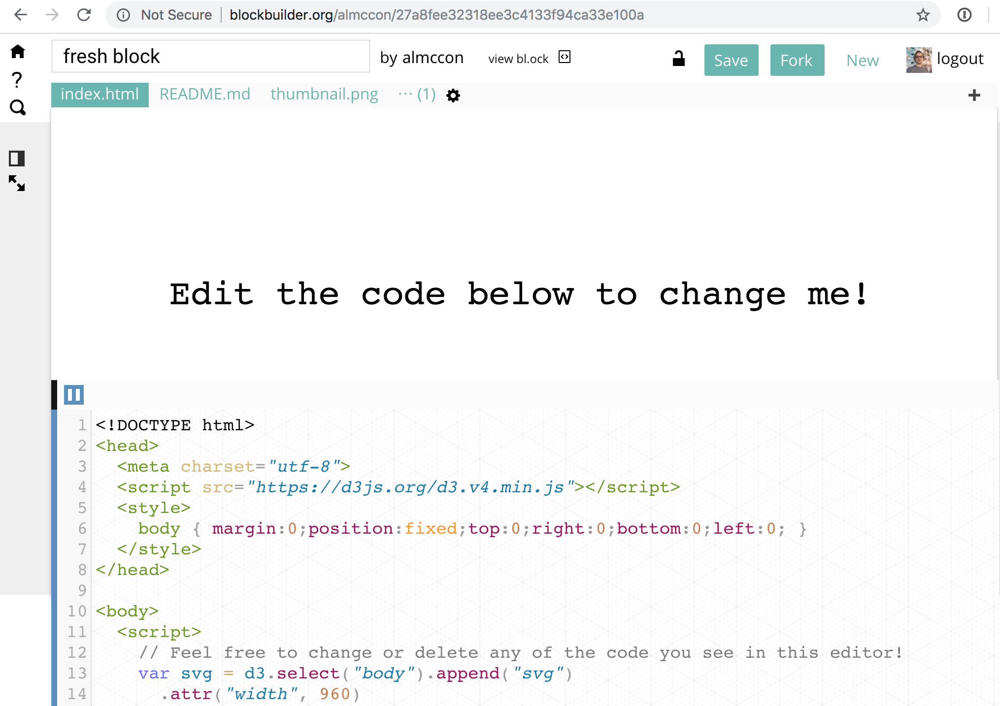 Not Secure | blockbuilder.org/almccon/27a8fee32318ee3c4133f94ca33e100a
fresh block by almccon view bl.ock <> Save Fork New logout
?
index.html README.md thumbnail.png ··· (1) +
Edit the code below to change me!
1 <!DOCTYPE html>
2 <head>
3 <meta charset="utf-8">
4 <script src="https://d3js.org/d3.v4.min.js"></script>
5 <style>
6 body { margin:0;position:fixed;top:0;right:0;bottom:0;left:0; }
7 </style>
8 </head>
9
10 <body>
11 <script>
12 // Feel free to change or delete any of the code you see in this editor!
13 var svg = d3.select("body").append("svg")
14 .attr("width", 960)